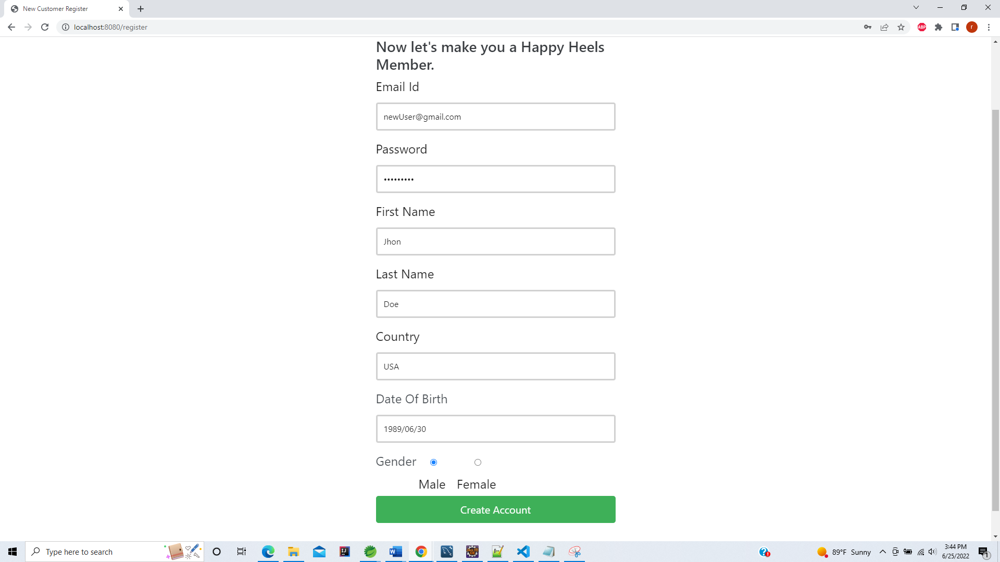 New Customer Register
localhost:8080/register
ABP
r
Now let's make you a Happy Heels
Member.
Email Id
newUser@gmail.com
Password
•••••••••
First Name
Jhon
Last Name
Doe
Country
USA
Date Of Birth
1989/06/30
Gender
Male Female
Create Account
Type here to search
89°F Sunny
3:44 PM
6/25/2022
1